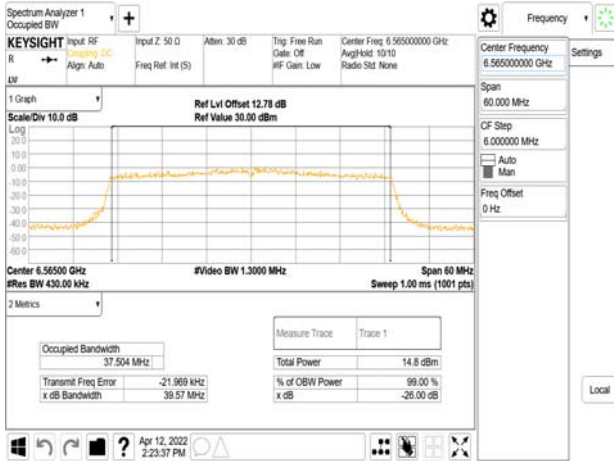 Spectrum Analyzer 1
Occupied BW
Frequency
KEYSIGHT
Input: RF
Coupling: DC
Align: Auto
Input Z: 50 Ω
Freq Ref: Int (S)
Atten: 30 dB
Trig: Free Run
Gate: Off
#IF Gain: Low
Center Freq: 6.565000000 GHz
Avg|Hold: 10/10
Radio Std: None
R
Center Frequency
6.565000000 GHz
Settings
Span
60.000 MHz
CF Step
6.000000 MHz
Auto
Man
Freq Offset
0 Hz
Local
1 Graph
Scale/Div 10.0 dB
Ref Lvl Offset 12.78 dB
Ref Value 30.00 dBm
Log
20.0
10.0
0.00
-10.0
-20.0
-30.0
-40.0
-50.0
-60.0
Center 6.56500 GHz
#Res BW 430.00 kHz
#Video BW 1.3000 MHz
Span 60 MHz
Sweep 1.00 ms (1001 pts)
2 Metrics
Measure Trace
Trace 1
Occupied Bandwidth
37.504 MHz
Total Power
14.8 dBm
Transmit Freq Error
-21.969 kHz
% of OBW Power
99.00 %
x dB Bandwidth
39.57 MHz
x dB
-26.00 dB
Apr 12, 2022
2:23:37 PM